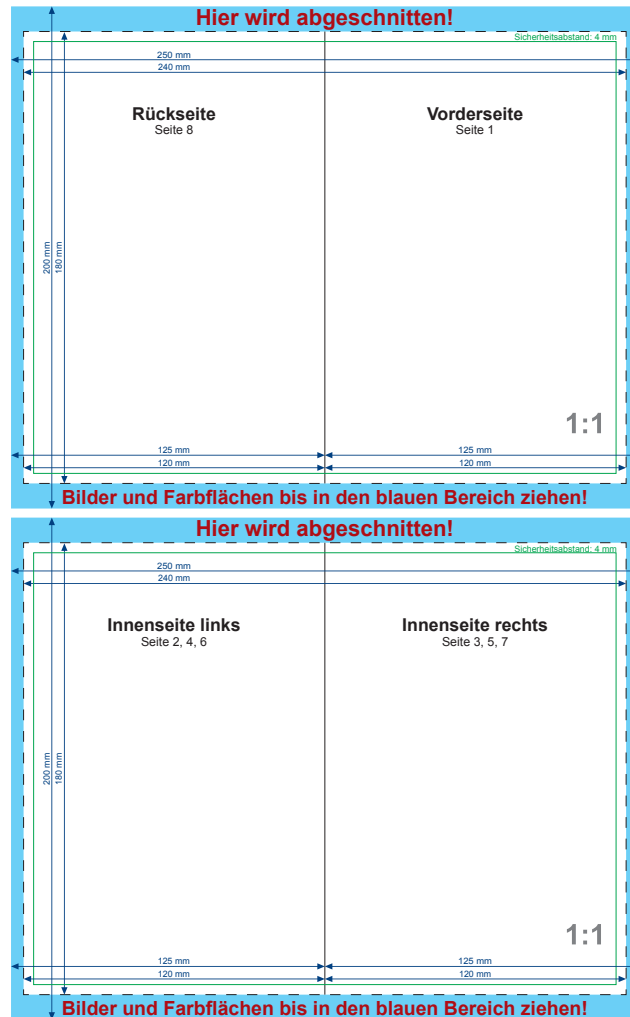 Hier wird abgeschnitten!
Sicherheitsabstand: 4 mm
250 mm
240 mm
Rückseite
Seite 8
Vorderseite
Seite 1
200 mm
180 mm
1:1
125 mm
125 mm
120 mm
120 mm
Bilder und Farbflächen bis in den blauen Bereich ziehen!
Hier wird abgeschnitten!
Sicherheitsabstand: 4 mm
250 mm
240 mm
Innenseite links
Seite 2, 4, 6
Innenseite rechts
Seite 3, 5, 7
200 mm
180 mm
1:1
125 mm
125 mm
120 mm
120 mm
Bilder und Farbflächen bis in den blauen Bereich ziehen!